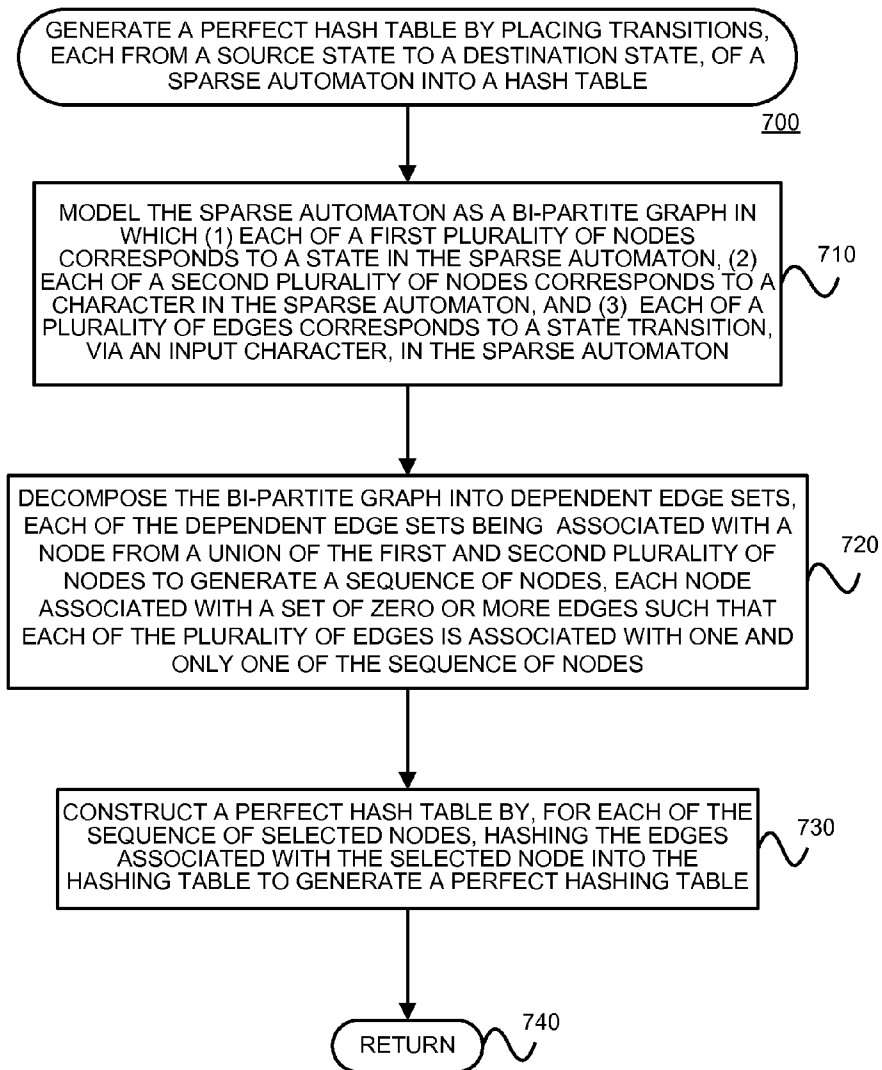 GENERATE A PERFECT HASH TABLE BY PLACING TRANSITIONS,
EACH FROM A SOURCE STATE TO A DESTINATION STATE, OF A
SPARSE AUTOMATON INTO A HASH TABLE
700
MODEL THE SPARSE AUTOMATON AS A BI-PARTITE GRAPH IN
WHICH (1) EACH OF A FIRST PLURALITY OF NODES
CORRESPONDS TO A STATE IN THE SPARSE AUTOMATON, (2)
EACH OF A SECOND PLURALITY OF NODES CORRESPONDS TO A
CHARACTER IN THE SPARSE AUTOMATON, AND (3) EACH OF A
PLURALITY OF EDGES CORRESPONDS TO A STATE TRANSITION,
VIA AN INPUT CHARACTER, IN THE SPARSE AUTOMATON
710
DECOMPOSE THE BI-PARTITE GRAPH INTO DEPENDENT EDGE SETS,
EACH OF THE DEPENDENT EDGE SETS BEING ASSOCIATED WITH A
NODE FROM A UNION OF THE FIRST AND SECOND PLURALITY OF
NODES TO GENERATE A SEQUENCE OF NODES, EACH NODE
ASSOCIATED WITH A SET OF ZERO OR MORE EDGES SUCH THAT
EACH OF THE PLURALITY OF EDGES IS ASSOCIATED WITH ONE AND
ONLY ONE OF THE SEQUENCE OF NODES
720
CONSTRUCT A PERFECT HASH TABLE BY, FOR EACH OF THE
SEQUENCE OF SELECTED NODES, HASHING THE EDGES
ASSOCIATED WITH THE SELECTED NODE INTO THE
HASHING TABLE TO GENERATE A PERFECT HASHING TABLE
730
RETURN
740